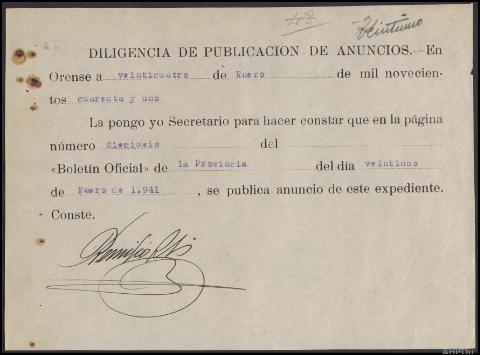 48
Veintiuno
DILIGENCIA DE PUBLICACION DE ANUNCIOS.—En
Orense a veinticuatro de Enero de mil novecien-
tos cuarenta y uno
La pongo yo Secretario para hacer constar que en la página
número dieciseis del
«Boletín Oficial» de la Provincia del día veintiuno
de Enero de 1.941, se publica anuncio de este expediente.
Conste.